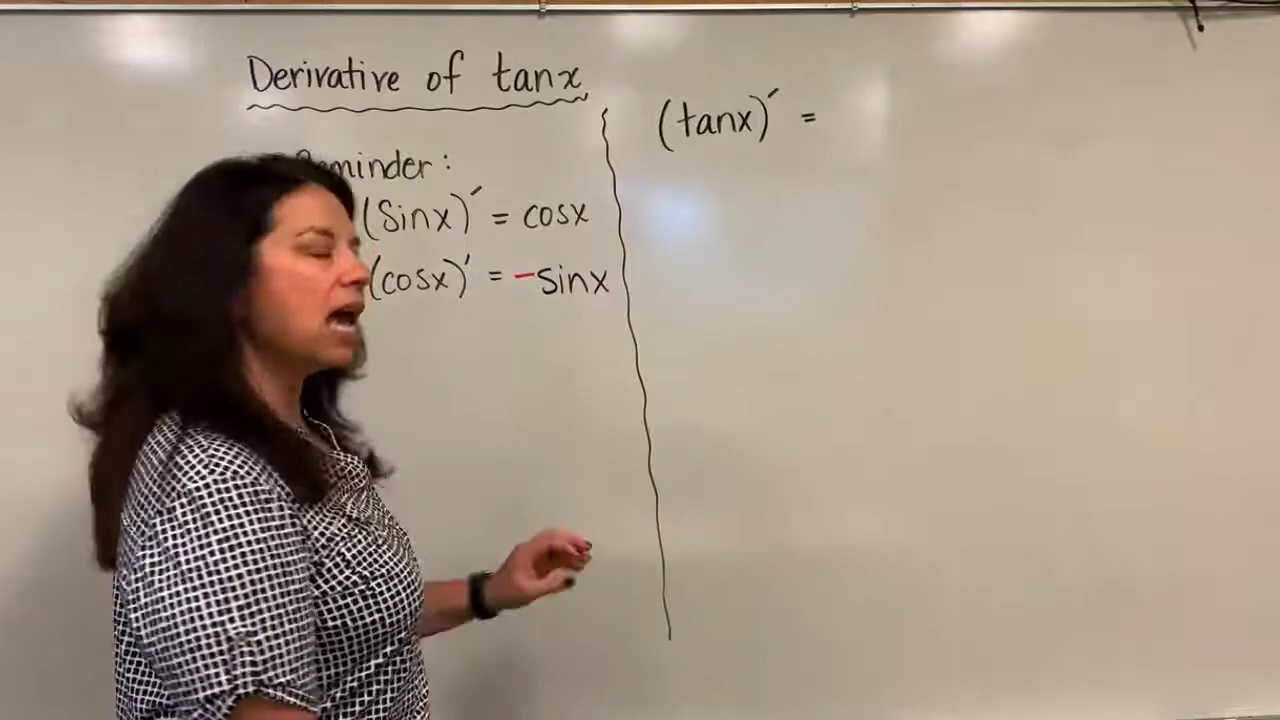 Derivative of tanx
Reminder:
(Sinx)′ = cosx
(cosx)′ = -sinx
(tanx)′ =